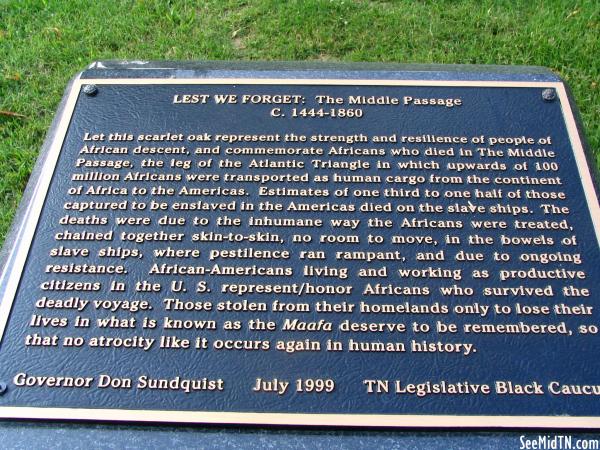 LEST WE FORGET: The Middle Passage
C. 1444-1860
Let this scarlet oak represent the strength and resilience of people of
African descent, and commemorate Africans who died in The Middle
Passage, the leg of the Atlantic Triangle in which upwards of 100
million Africans were transported as human cargo from the continent
of Africa to the Americas. Estimates of one third to one half of those
captured to be enslaved in the Americas died on the slave ships. The
deaths were due to the inhumane way the Africans were treated,
chained together skin-to-skin, no room to move, in the bowels of
slave ships, where pestilence ran rampant, and due to ongoing
resistance. African-Americans living and working as productive
citizens in the U. S. represent/honor Africans who survived the
deadly voyage. Those stolen from their homelands only to lose their
lives in what is known as the Maafa deserve to be remembered, so
that no atrocity like it occurs again in human history.
Governor Don Sundquist July 1999 TN Legislative Black Caucu
SeeMidTN.com